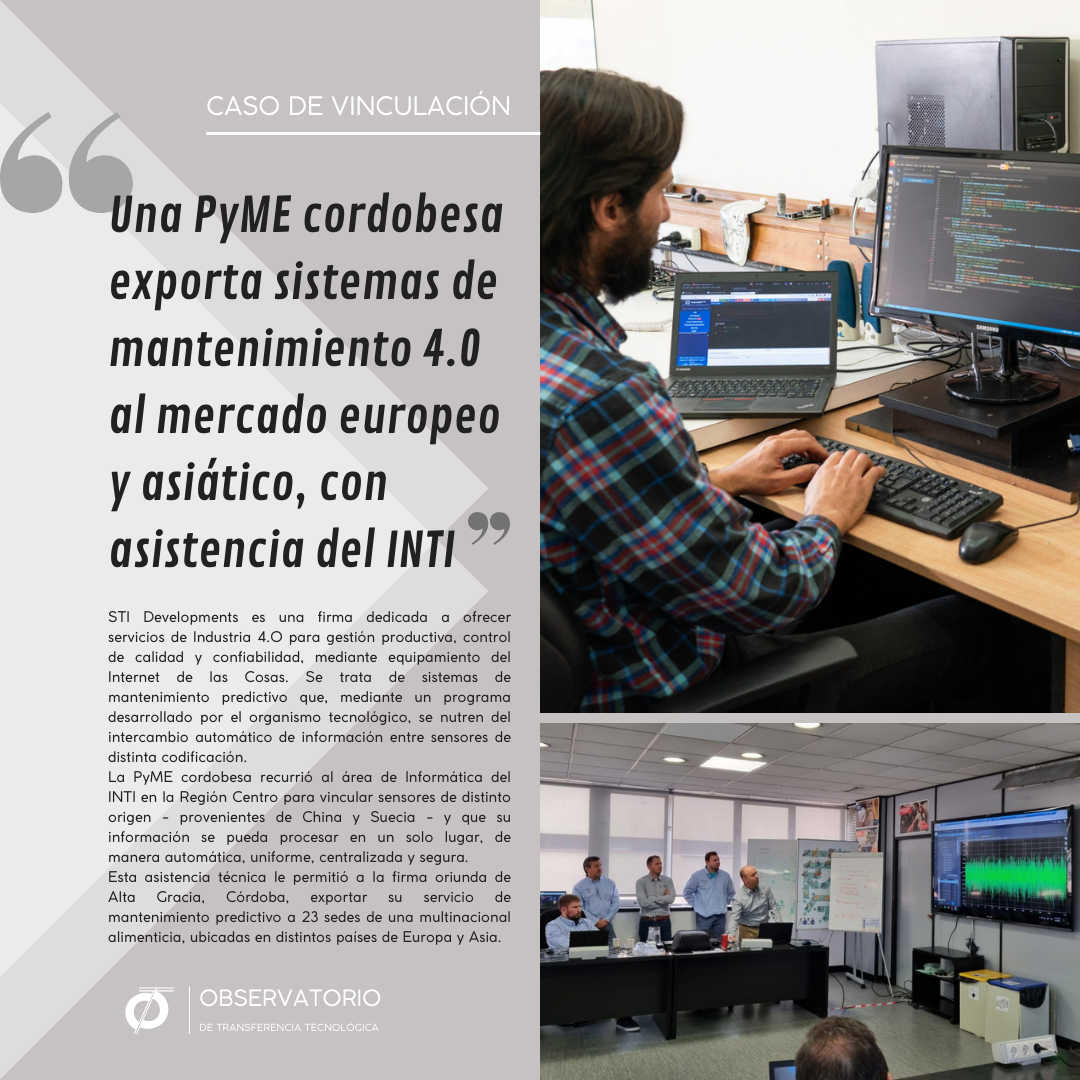 CASO DE VINCULACIÓN
“Una PyME cordobesa
exporta sistemas de
mantenimiento 4.0
al mercado europeo
y asiático, con
asistencia del INTI”
STI Developments es una firma dedicada a ofrecer
servicios de Industria 4.O para gestión productiva, control
de calidad y confiabilidad, mediante equipamiento del
Internet de las Cosas. Se trata de sistemas de
mantenimiento predictivo que, mediante un programa
desarrollado por el organismo tecnológico, se nutren del
intercambio automático de información entre sensores de
distinta codificación.
La PyME cordobesa recurrió al área de Informática del
INTI en la Región Centro para vincular sensores de distinto
origen - provenientes de China y Suecia - y que su
información se pueda procesar en un solo lugar, de
manera automática, uniforme, centralizada y segura.
Esta asistencia técnica le permitió a la firma oriunda de
Alta Gracia, Córdoba, exportar su servicio de
mantenimiento predictivo a 23 sedes de una multinacional
alimenticia, ubicadas en distintos países de Europa y Asia.
OBSERVATORIO
DE TRANSFERENCIA TECNOLÓGICA
SAMSUNG